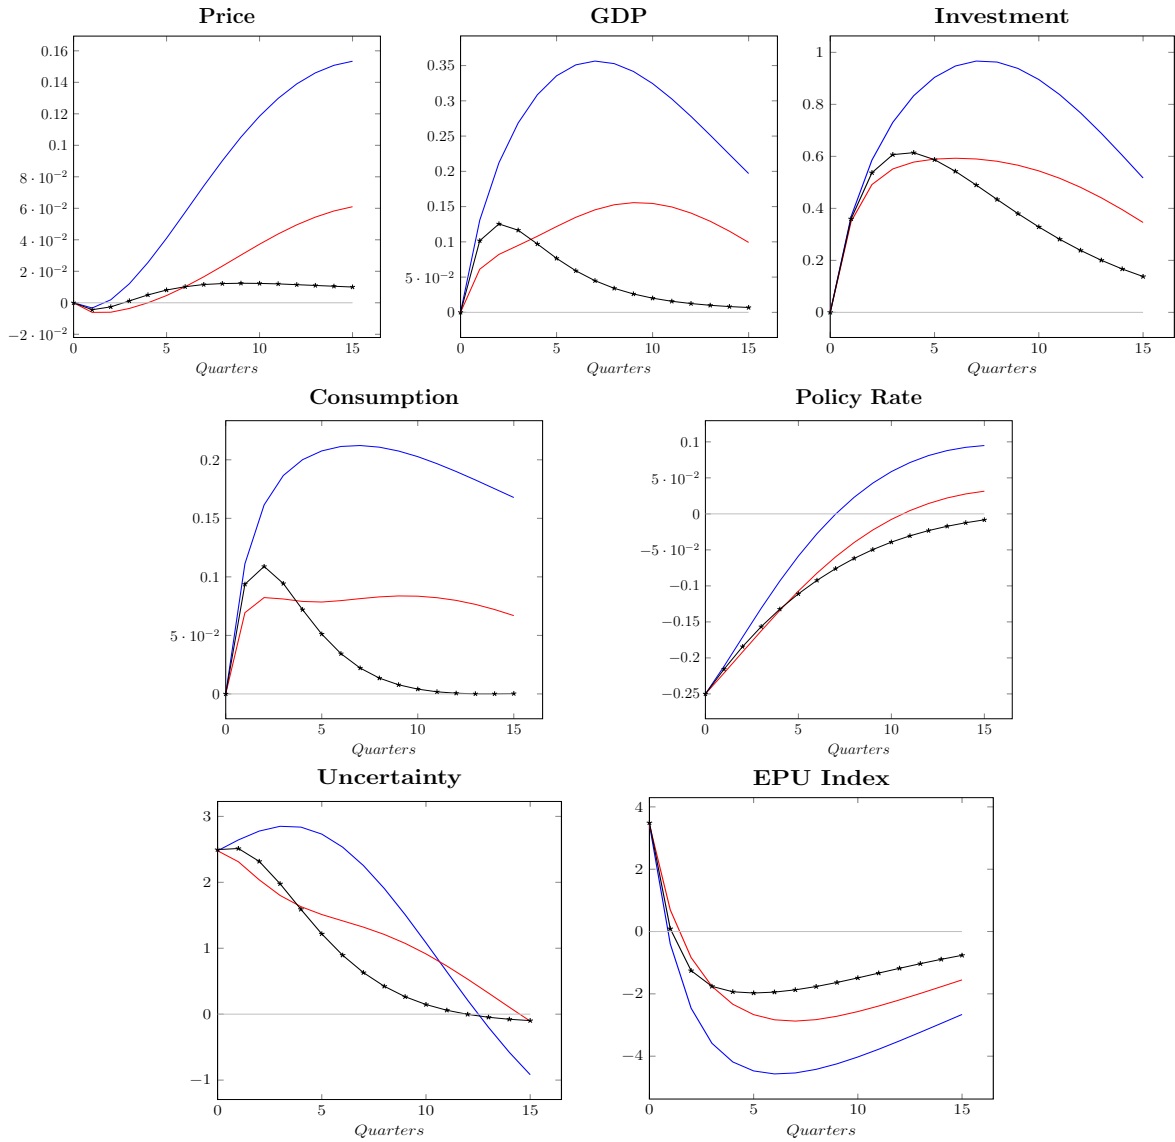 Price
GDP
Investment
0.16
0.14
0.12
0.1
8 · 10⁻²
6 · 10⁻²
4 · 10⁻²
2 · 10⁻²
0
−2 · 10⁻²
0 5 10 15
Quarters
0.35
0.3
0.25
0.2
0.15
0.1
5 · 10⁻²
0
0 5 10 15
Quarters
1
0.8
0.6
0.4
0.2
0
0 5 10 15
Quarters
Consumption
Policy Rate
0.2
0.15
0.1
5 · 10⁻²
0
0 5 10 15
Quarters
0.1
5 · 10⁻²
0
−5 · 10⁻²
−0.1
−0.15
−0.2
−0.25
0 5 10 15
Quarters
Uncertainty
EPU Index
3
2
1
0
−1
0 5 10 15
Quarters
4
2
0
−2
−4
0 5 10 15
Quarters